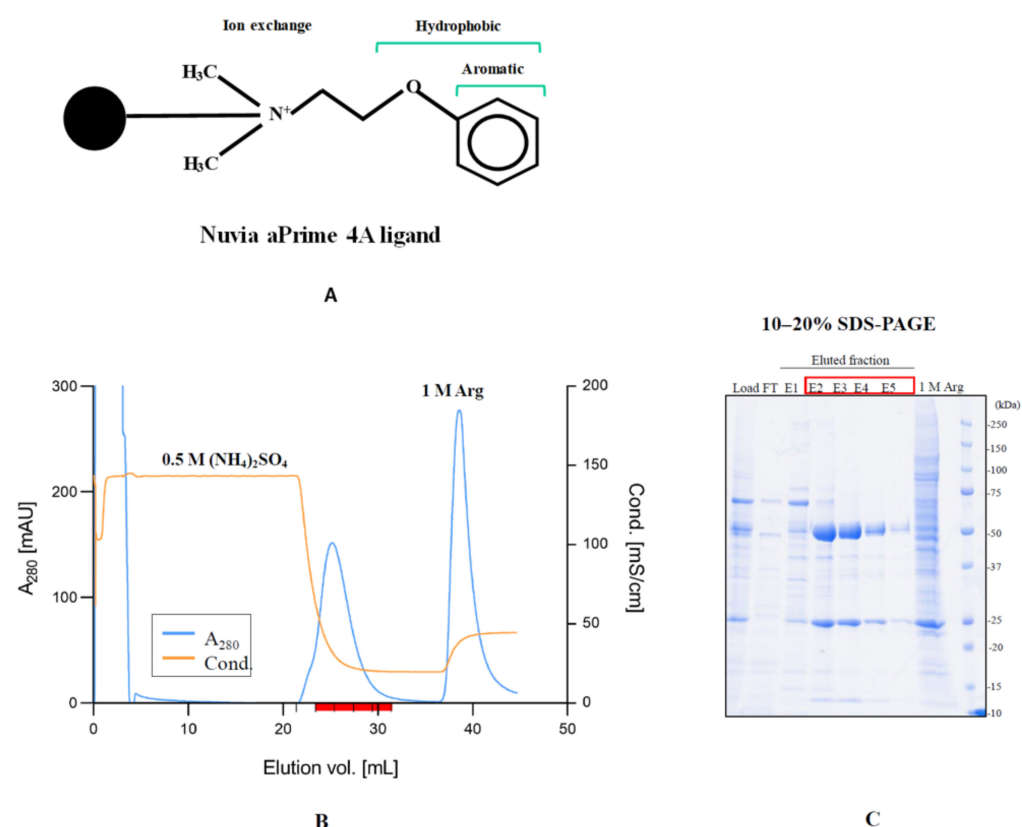 Ion exchange
Hydrophobic
Aromatic
H₃C
O
N⁺
H₃C
Nuvia aPrime 4A ligand
A
10–20% SDS-PAGE
Eluted fraction
Load FT E1 E2 E3 E4 E5 1 M Arg
(kDa)
-250
-150
-100
-75
-50
-37
-25
-20
-15
-10
C
300
200
100
0
A₂₈₀ [mAU]
0.5 M (NH₄)₂SO₄
1 M Arg
A₂₈₀
Cond.
200
150
100
50
0
Cond. [mS/cm]
0 10 20 30 40 50
Elution vol. [mL]
B